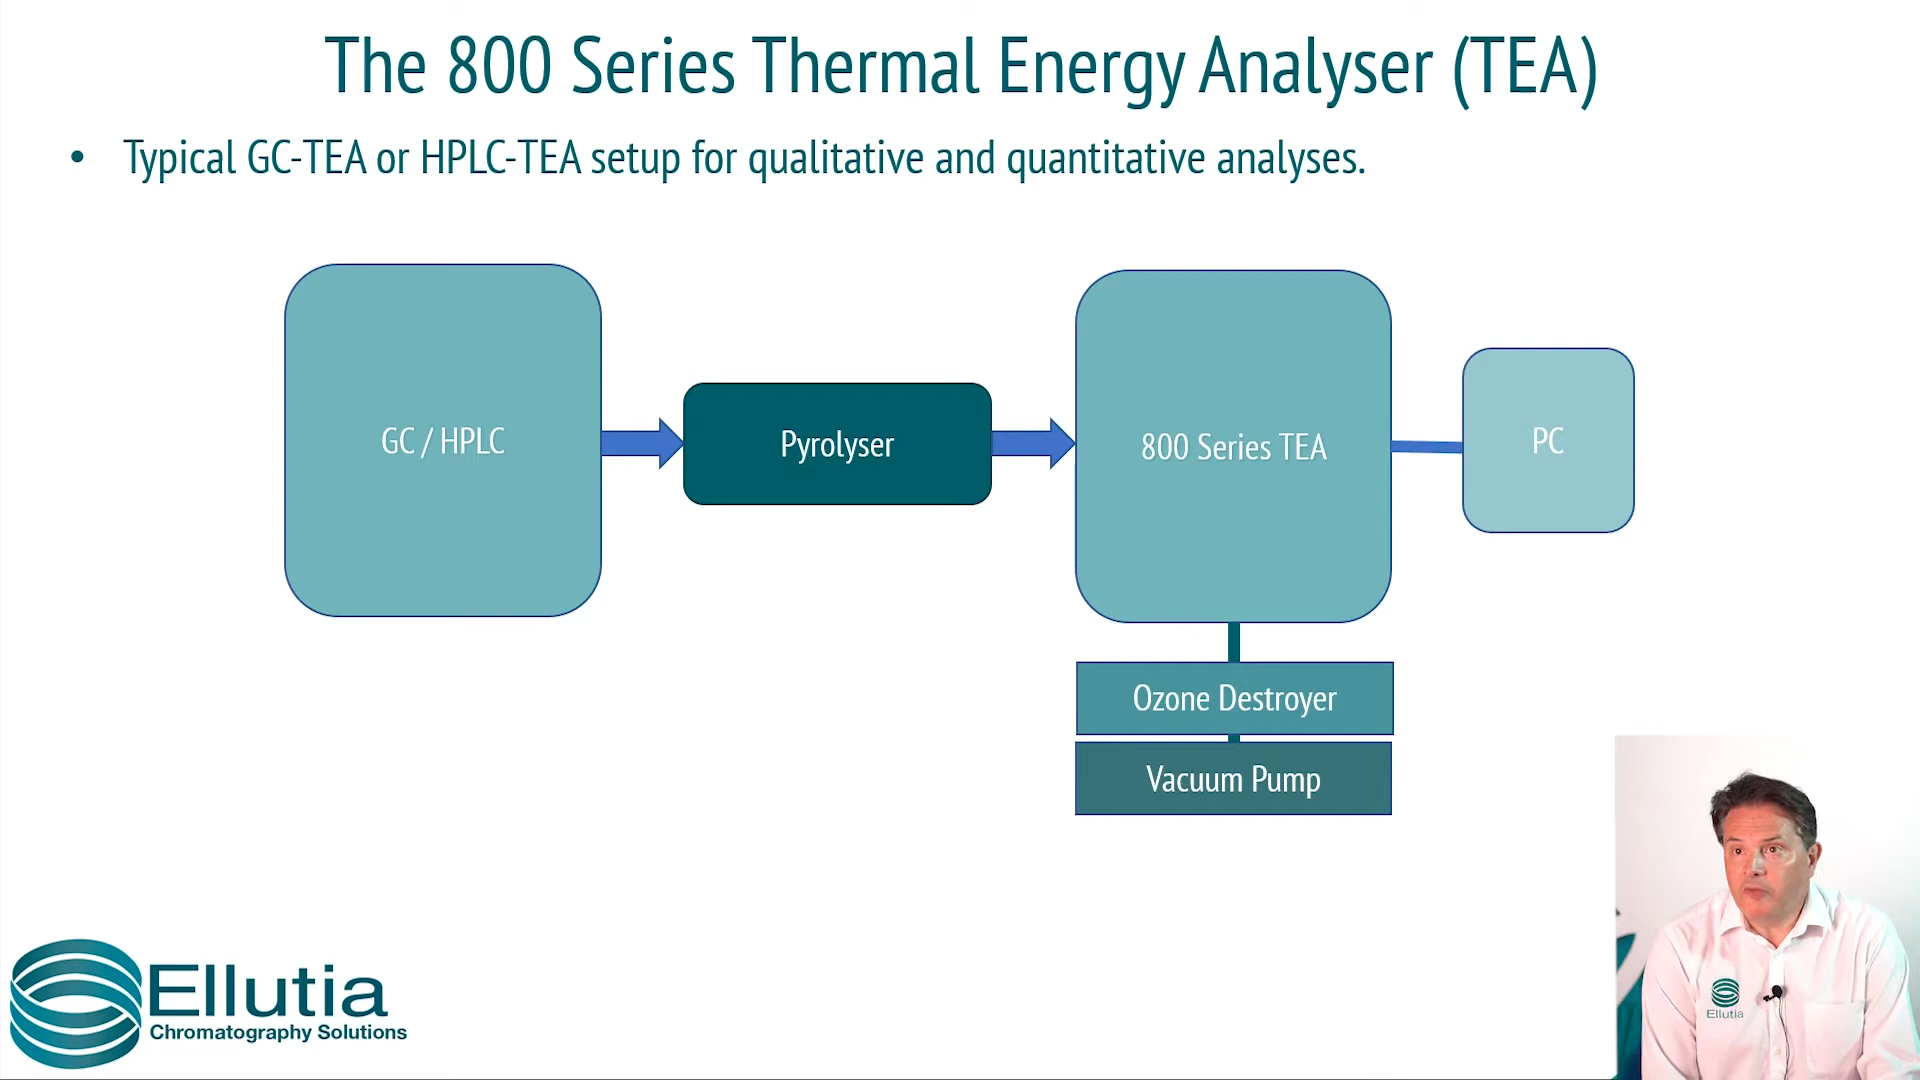 The 800 Series Thermal Energy Analyser (TEA)
• Typical GC-TEA or HPLC-TEA setup for qualitative and quantitative analyses.
GC / HPLC
Pyrolyser
800 Series TEA
PC
Ozone Destroyer
Vacuum Pump
Ellutia
Chromatography Solutions
Ellutia